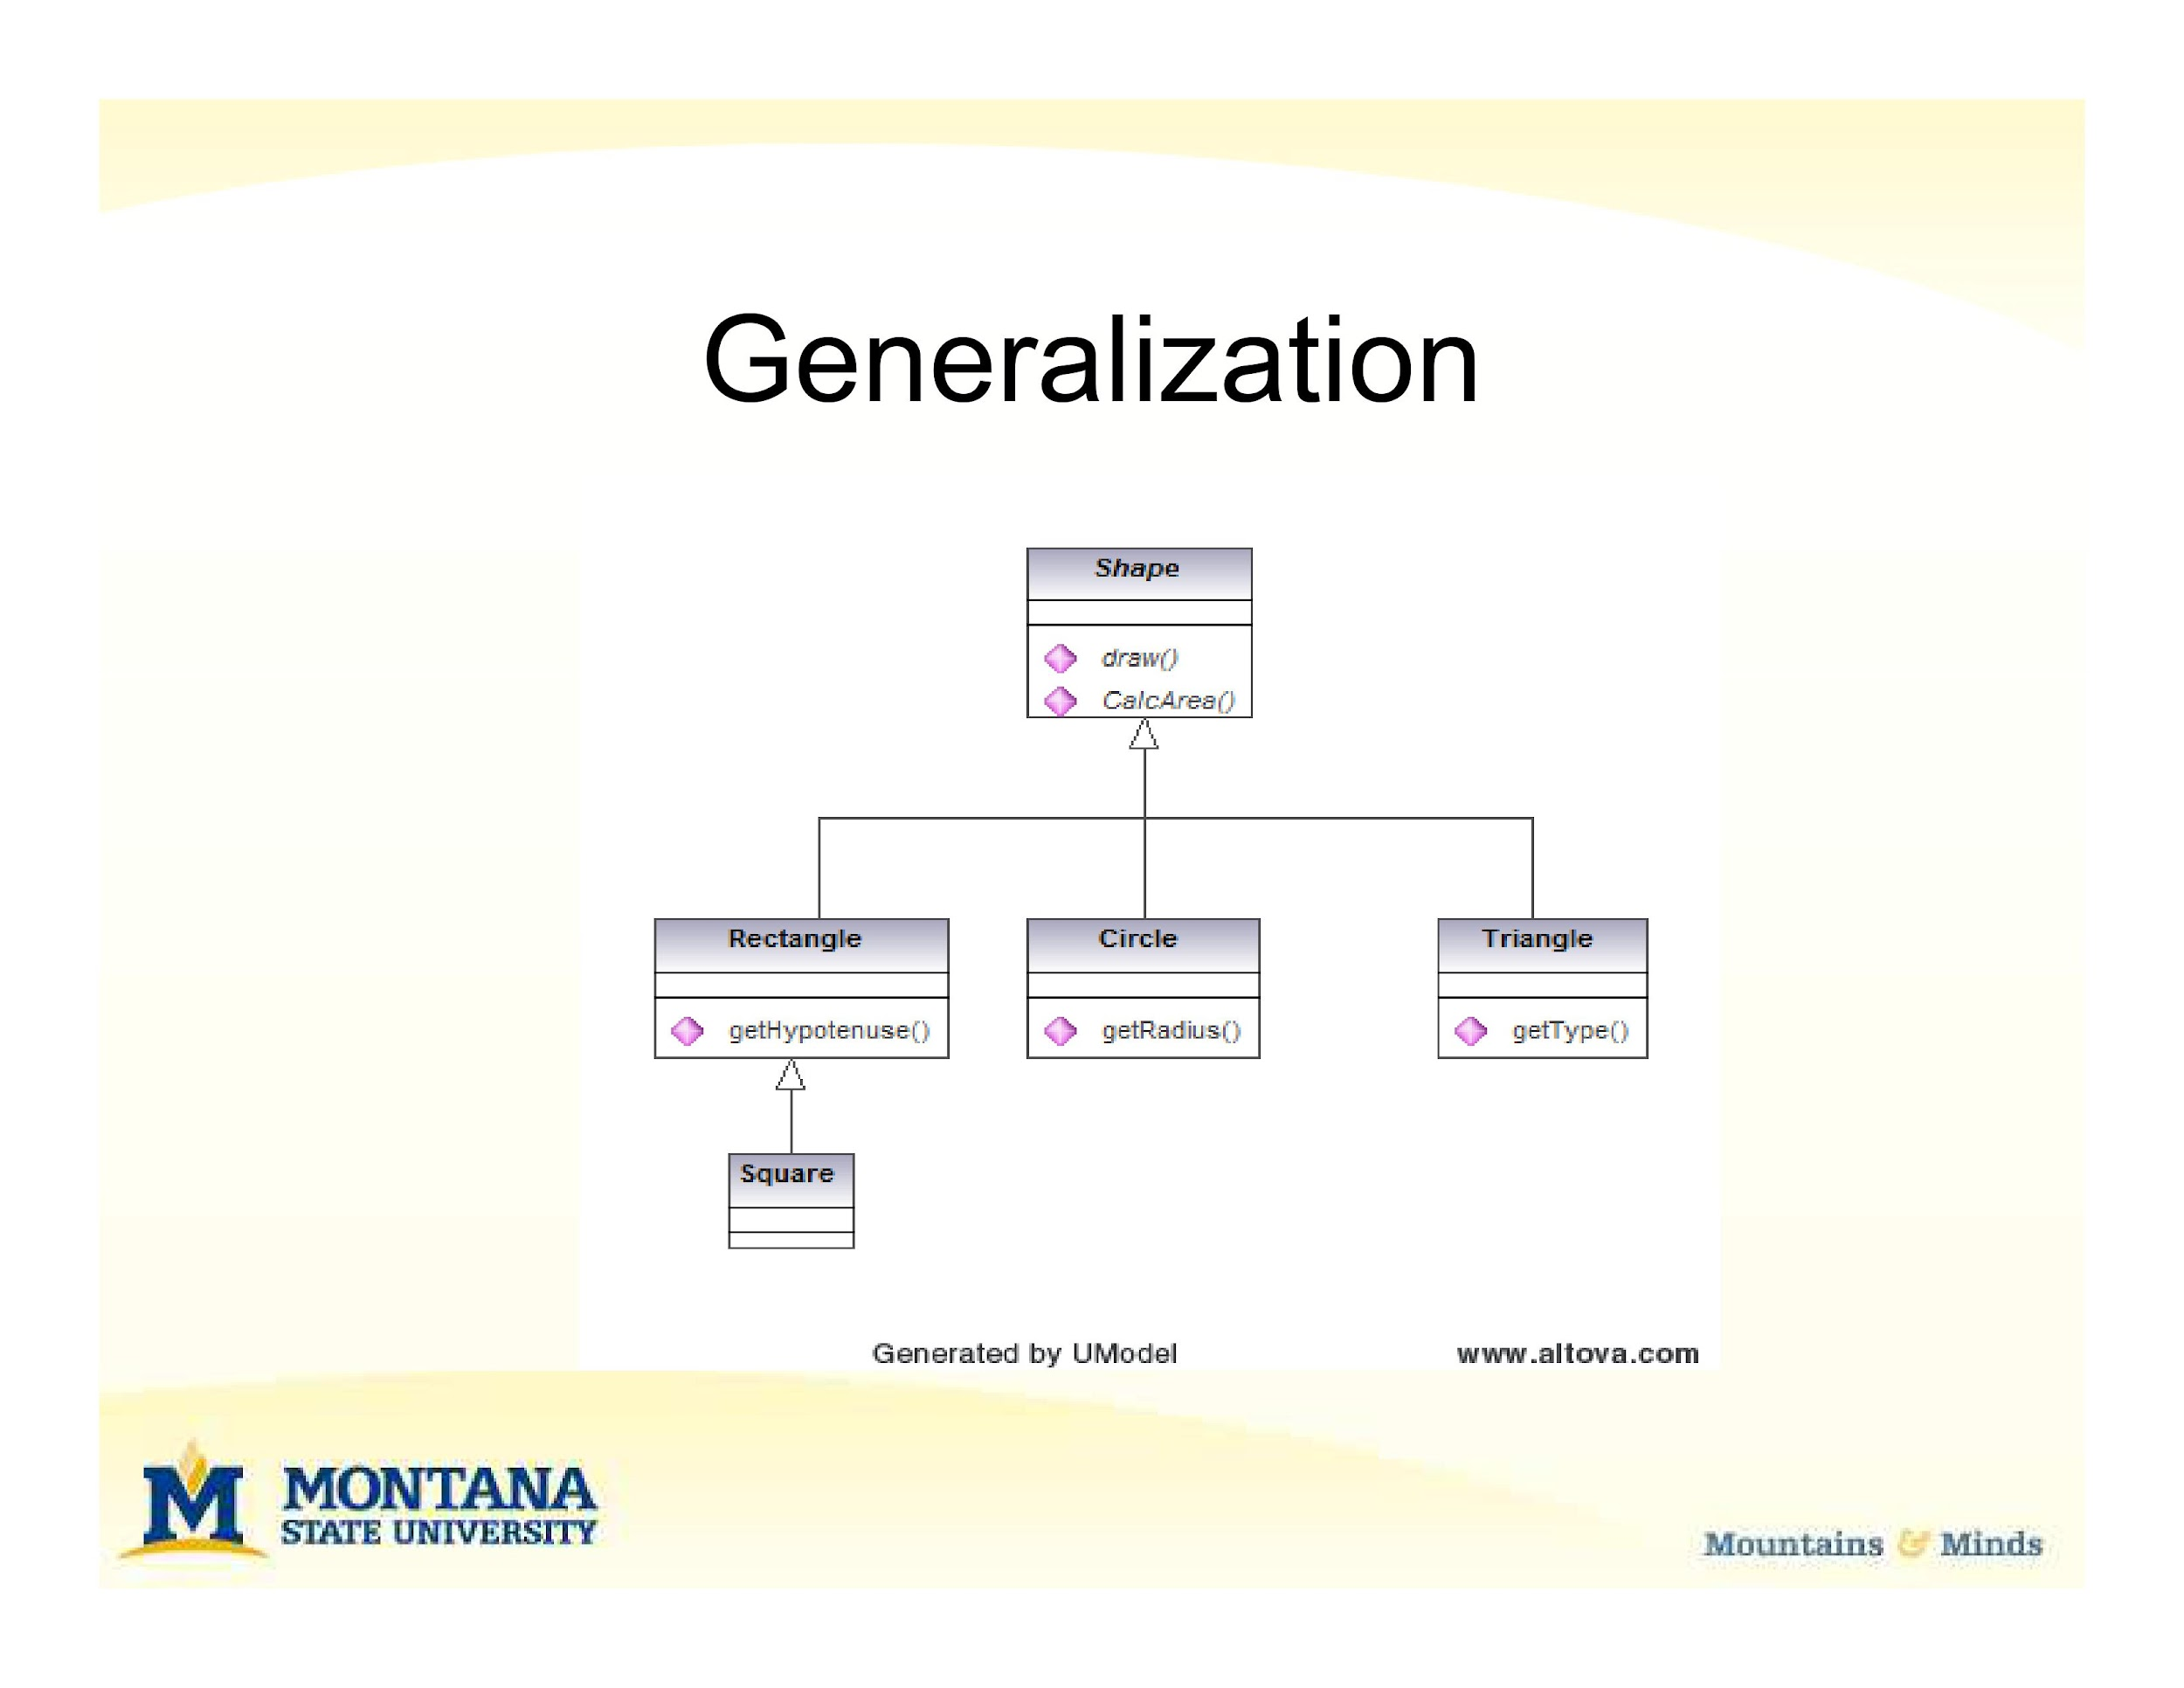 Generalization
Shape
draw()
CalcArea()
Rectangle
getHypotenuse()
Circle
getRadius()
Triangle
getType()
Square
Generated by UModel
www.altova.com
M MONTANA
STATE UNIVERSITY
Mountains & Minds